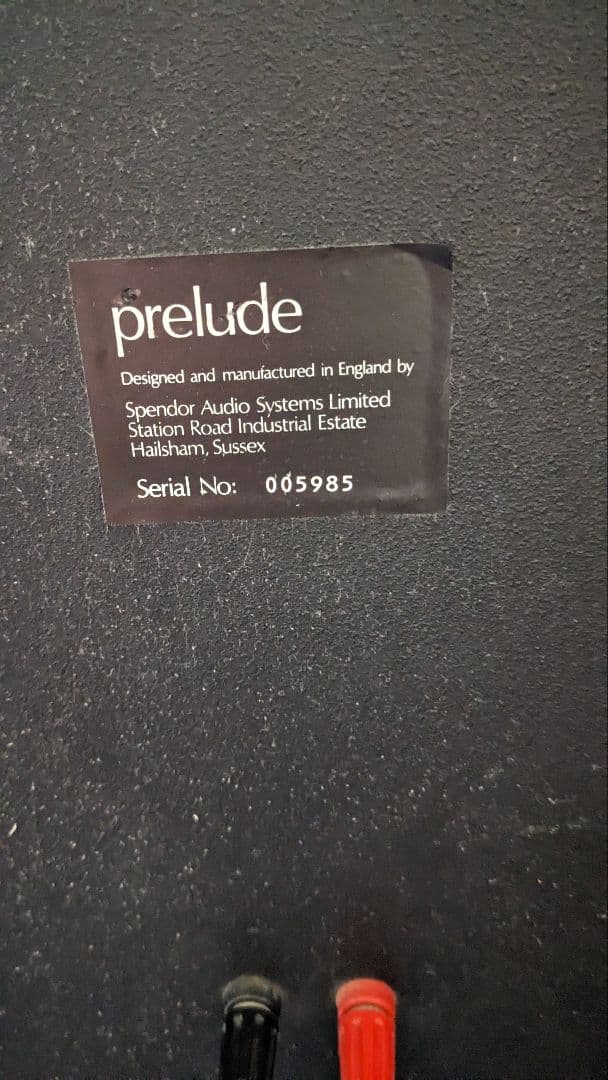 prelude
Designed and manufactured in England by
Spendor Audio Systems Limited
Station Road Industrial Estate
Hailsham, Sussex
Serial No: 005985